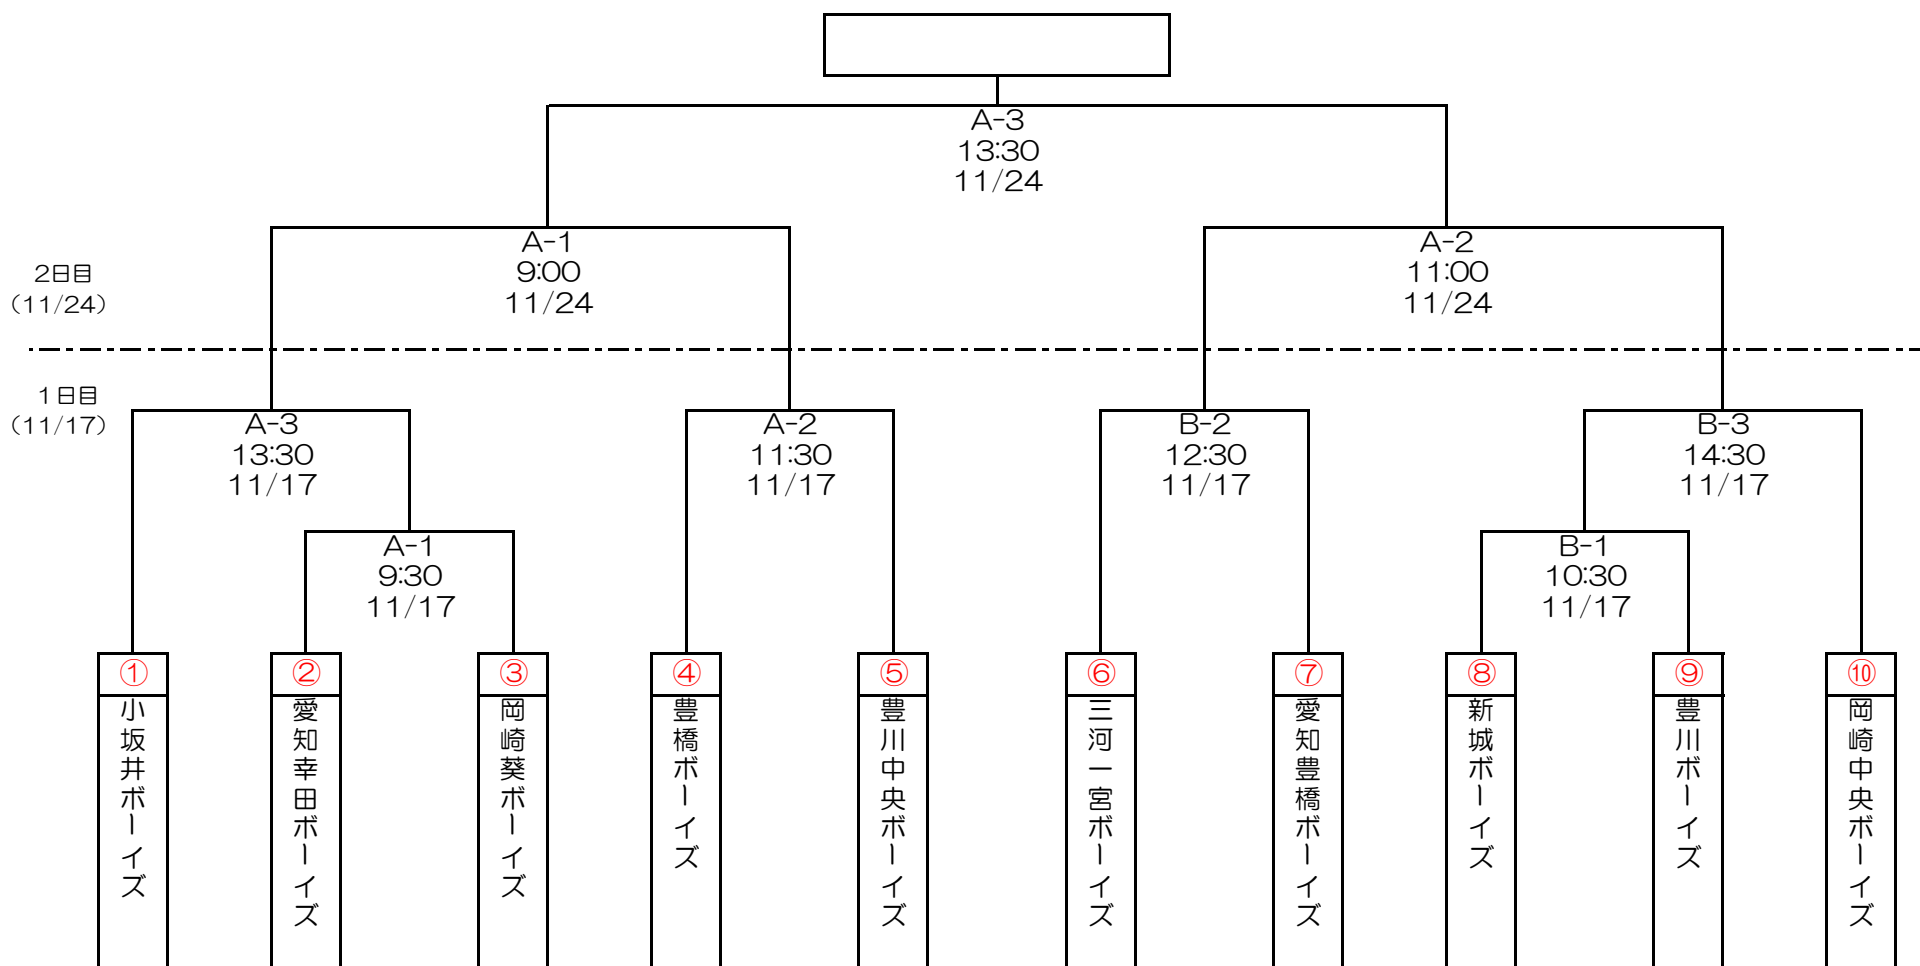 A-3
13:30
11/24
A-1
9:00
11/24
A-2
11:00
11/24
2日目
（11/24）
1日目
（11/17）
A-3
13:30
11/17
A-2
11:30
11/17
B-2
12:30
11/17
B-3
14:30
11/17
A-1
9:30
11/17
B-1
10:30
11/17
①
小坂井ボーイズ
②
愛知幸田ボーイズ
③
岡崎葵ボーイズ
④
豊橋ボーイズ
⑤
豊川中央ボーイズ
⑥
三河一宮ボーイズ
⑦
愛知豊橋ボーイズ
⑧
新城ボーイズ
⑨
豊川ボーイズ
⑩
岡崎中央ボーイズ